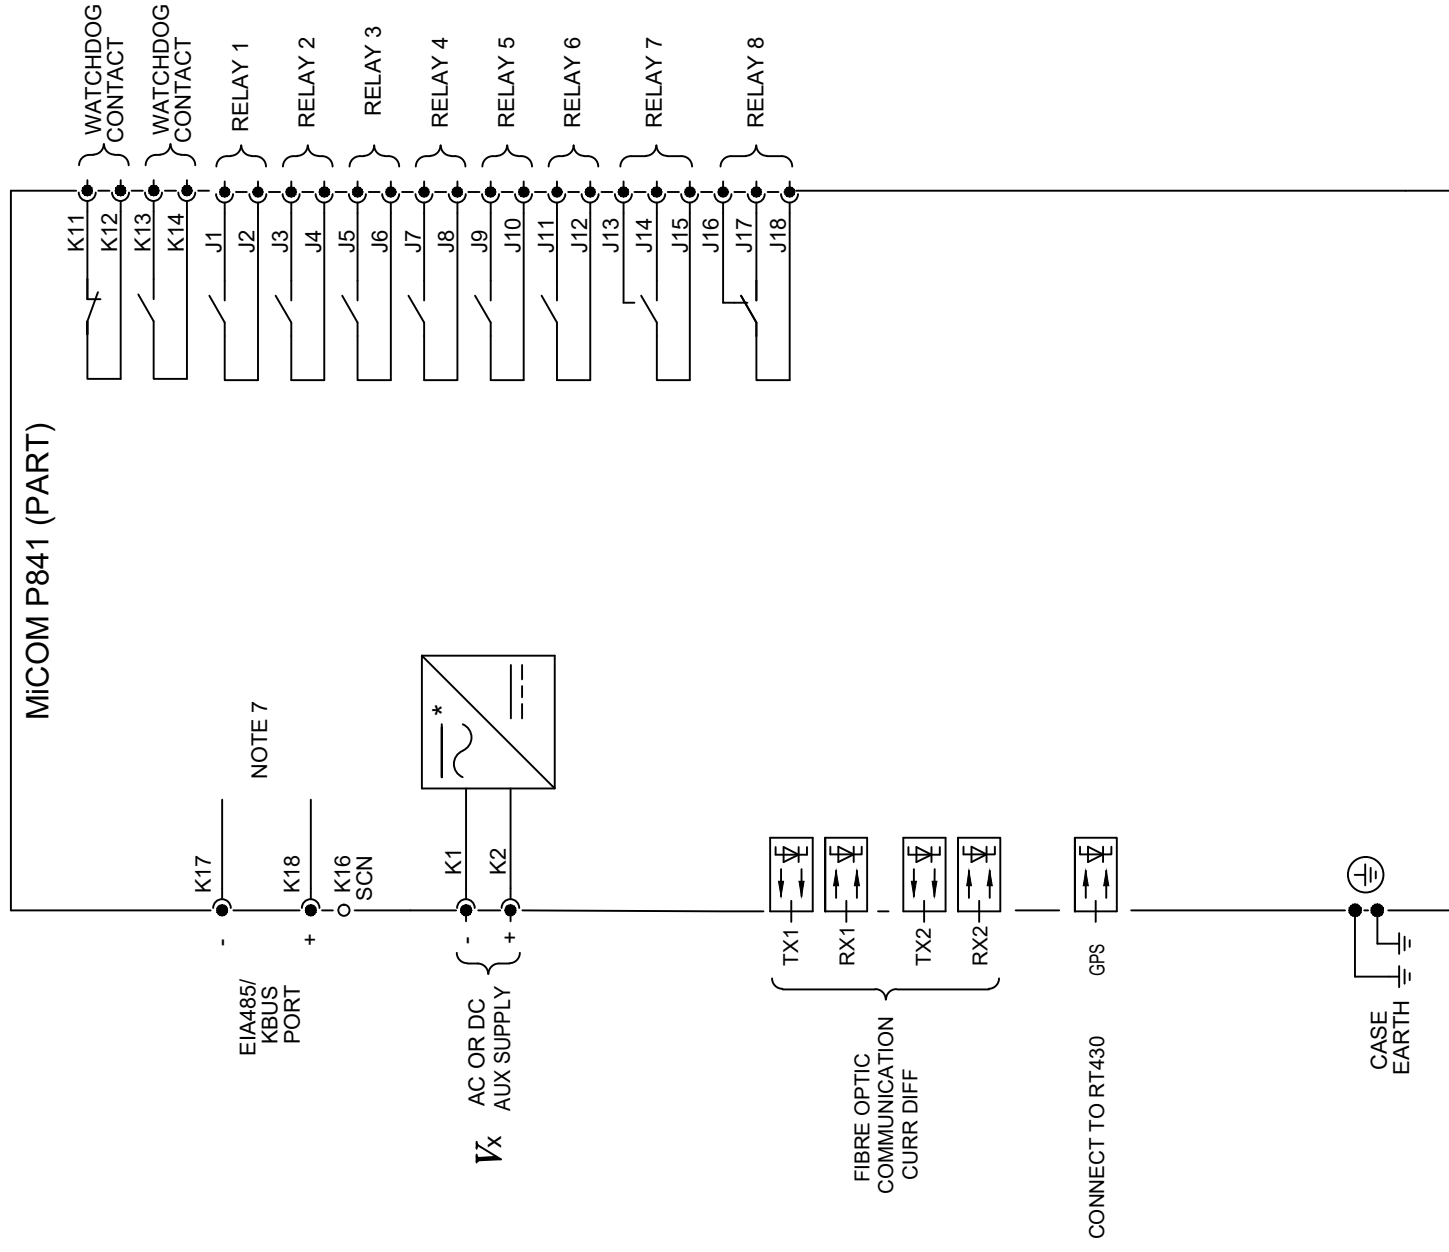 MiCOM P841 (PART)
WATCHDOG
CONTACT
WATCHDOG
CONTACT
RELAY 1
RELAY 2
RELAY 3
RELAY 4
RELAY 5
RELAY 6
RELAY 7
RELAY 8
K11
K12
K13
K14
J1
J2
J3
J4
J5
J6
J7
J8
J9
J10
J11
J12
J13
J14
J15
J16
J17
J18
NOTE 7
*
K17
K18
K16
SCN
K1
K2
-
+
-
+
EIA485/
KBUS
PORT
Vx
AC OR DC
AUX SUPPLY
TX1
RX1
TX2
RX2
GPS
FIBRE OPTIC
COMMUNICATION
CURR DIFF
CONNECT TO RT430
CASE
EARTH